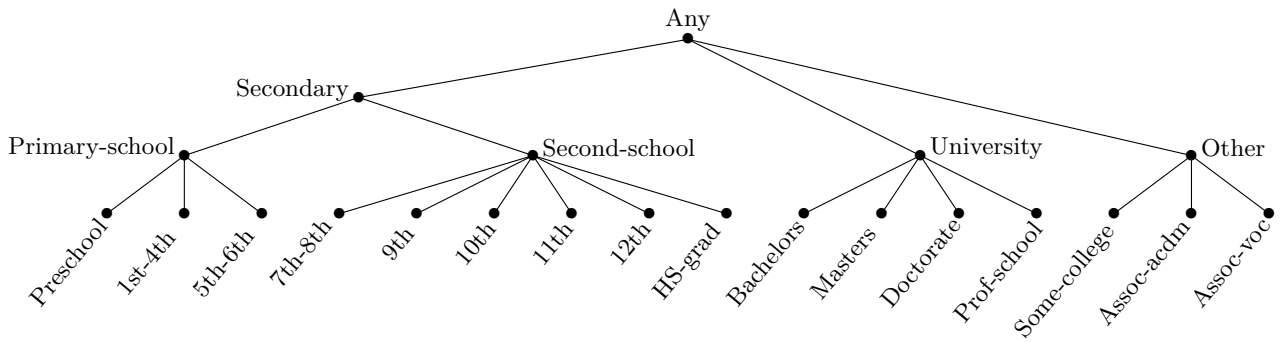 Any
Secondary
Primary-school
Second-school
University
Other
Preschool
1st-4th
5th-6th
7th-8th
9th
10th
11th
12th
HS-grad
Bachelors
Masters
Doctorate
Prof-school
Some-college
Assoc-acdm
Assoc-voc